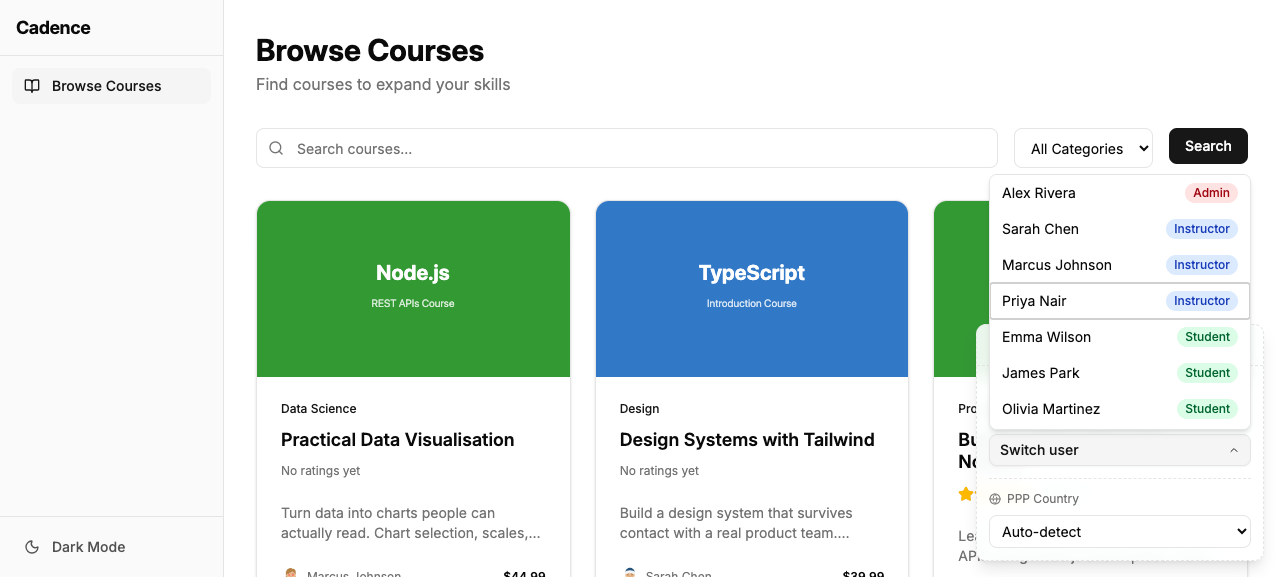 Cadence
Browse Courses
Dark Mode
Browse Courses
Find courses to expand your skills
Search courses...
All Categories
Search
Node.js
REST APIs Course
Data Science
Practical Data Visualisation
No ratings yet
Turn data into charts people can
actually read. Chart selection, scales,...
Marcus Johnson
$44.99
TypeScript
Introduction Course
Design
Design Systems with Tailwind
No ratings yet
Build a design system that survives
contact with a real product team....
Sarah Chen
$39.99
Alex Rivera Admin
Sarah Chen Instructor
Marcus Johnson Instructor
Priya Nair Instructor
Emma Wilson Student
James Park Student
Olivia Martinez Student
Switch user
PPP Country
Auto-detect